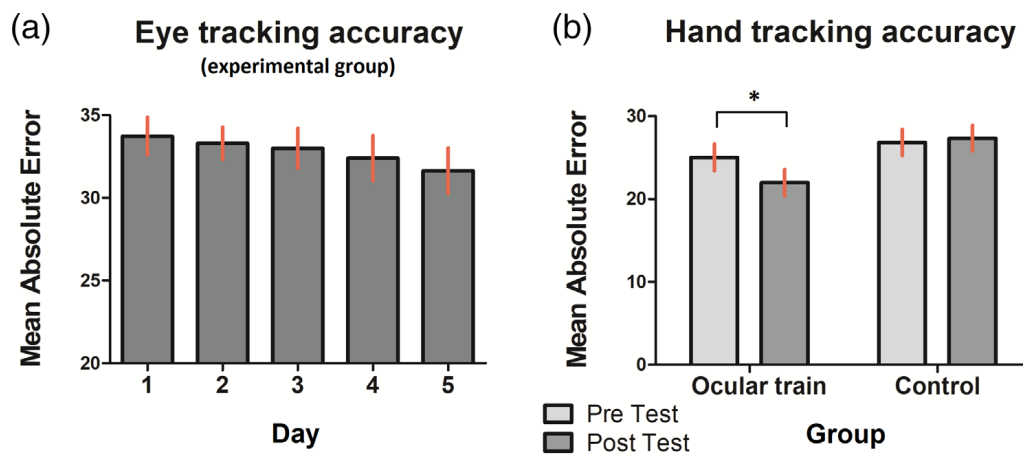 (a)
Eye tracking accuracy
(experimental group)
Mean Absolute Error
35
30
25
20
1 2 3 4 5
Day
(b)
Hand tracking accuracy
Mean Absolute Error
30
20
10
0
*
Ocular train Control
Pre Test
Post Test
Group